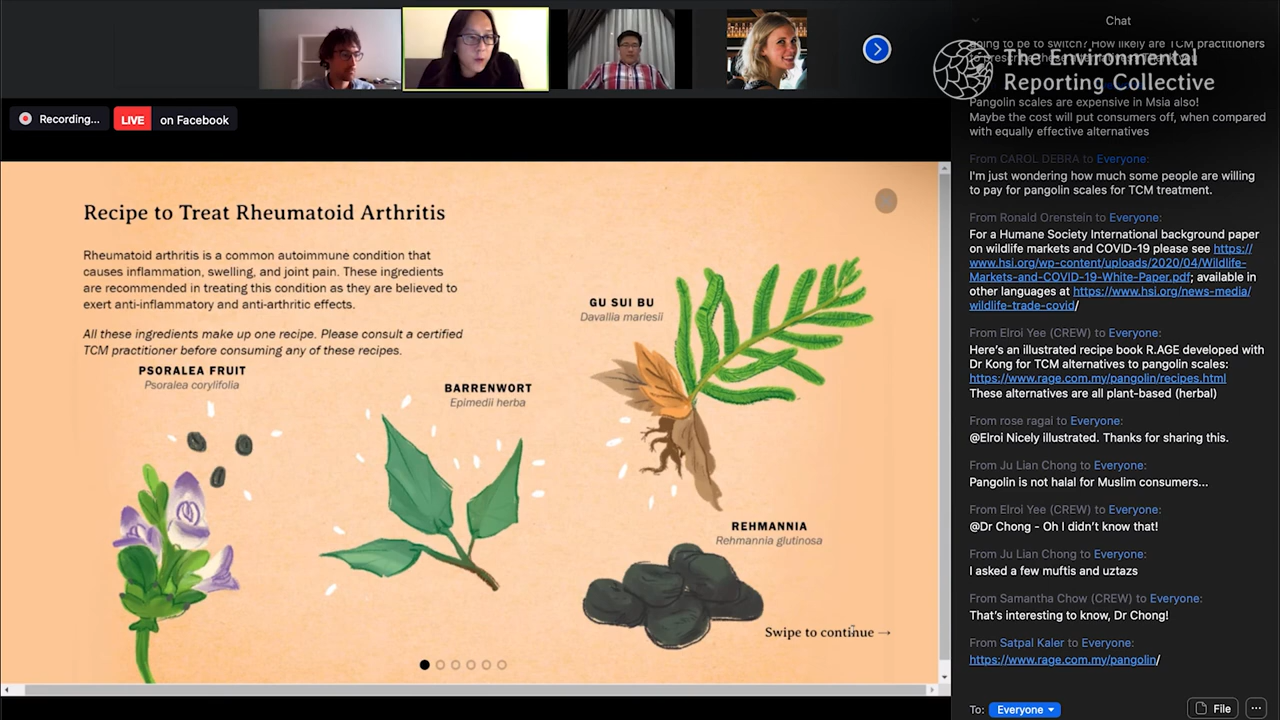 Chat
going to be to switch? How likely are TCM practitioners
The Environmental
Reporting Collective
Recording...
LIVE on Facebook
Pangolin scales are expensive in Msia also!
Maybe the cost will put consumers off, when compared
with equally effective alternatives
From CAROL DEBRA to Everyone:
I'm just wondering how much some people are willing
to pay for pangolin scales for TCM treatment.
From Ronald Orenstein to Everyone:
For a Humane Society International background paper
on wildlife markets and COVID-19 please see https://
www.hsi.org/wp-content/uploads/2020/04/Wildlife-
Markets-and-COVID-19-White-Paper.pdf; available in
other languages at https://www.hsi.org/news-media/
wildlife-trade-covid/
From Elroi Yee (CREW) to Everyone:
Here's an illustrated recipe book R.AGE developed with
Dr Kong for TCM alternatives to pangolin scales:
https://www.rage.com.my/pangolin/recipes.html
These alternatives are all plant-based (herbal)
From rose ragai to Everyone:
@Elroi Nicely illustrated. Thanks for sharing this.
From Ju Lian Chong to Everyone:
Pangolin is not halal for Muslim consumers...
From Elroi Yee (CREW) to Everyone:
@Dr Chong - Oh I didn't know that!
From Ju Lian Chong to Everyone:
I asked a few muftis and uztazs
From Samantha Chow (CREW) to Everyone:
That's interesting to know, Dr Chong!
From Satpal Kaler to Everyone:
https://www.rage.com.my/pangolin/
To: Everyone
File
Recipe to Treat Rheumatoid Arthritis
Rheumatoid arthritis is a common autoimmune condition that
causes inflammation, swelling, and joint pain. These ingredients
are recommended in treating this condition as they are believed to
exert anti-inflammatory and anti-arthritic effects.
All these ingredients make up one recipe. Please consult a certified
TCM practitioner before consuming any of these recipes.
PSORALEA FRUIT
Psoralea corylifolia
BARRENWORT
Epimedii herba
GU SUI BU
Davallia mariesii
REHMANNIA
Rehmannia glutinosa
Swipe to continue →